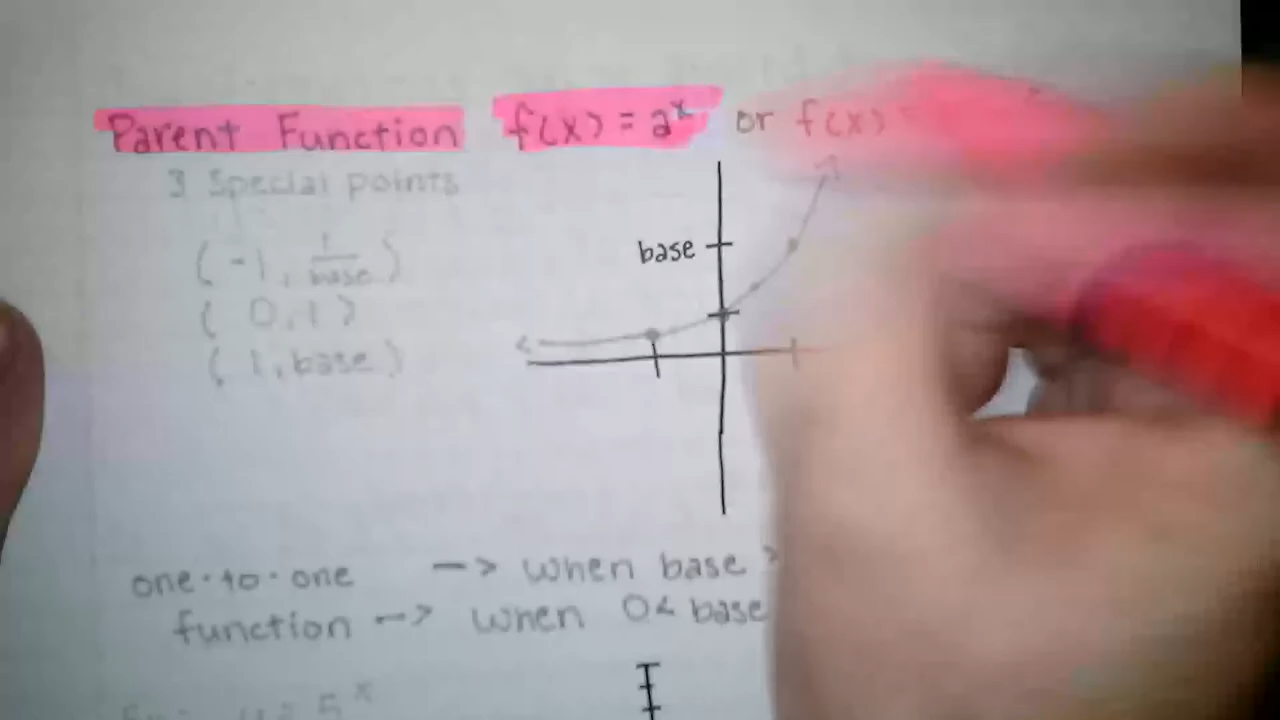 Parent Function f(x) = a^x or f(x) =
3 Special points
base
(-1, 1/base)
(0,1)
(1, base)
one-to-one -> when base >
function -> when 0< base
y = 5^x